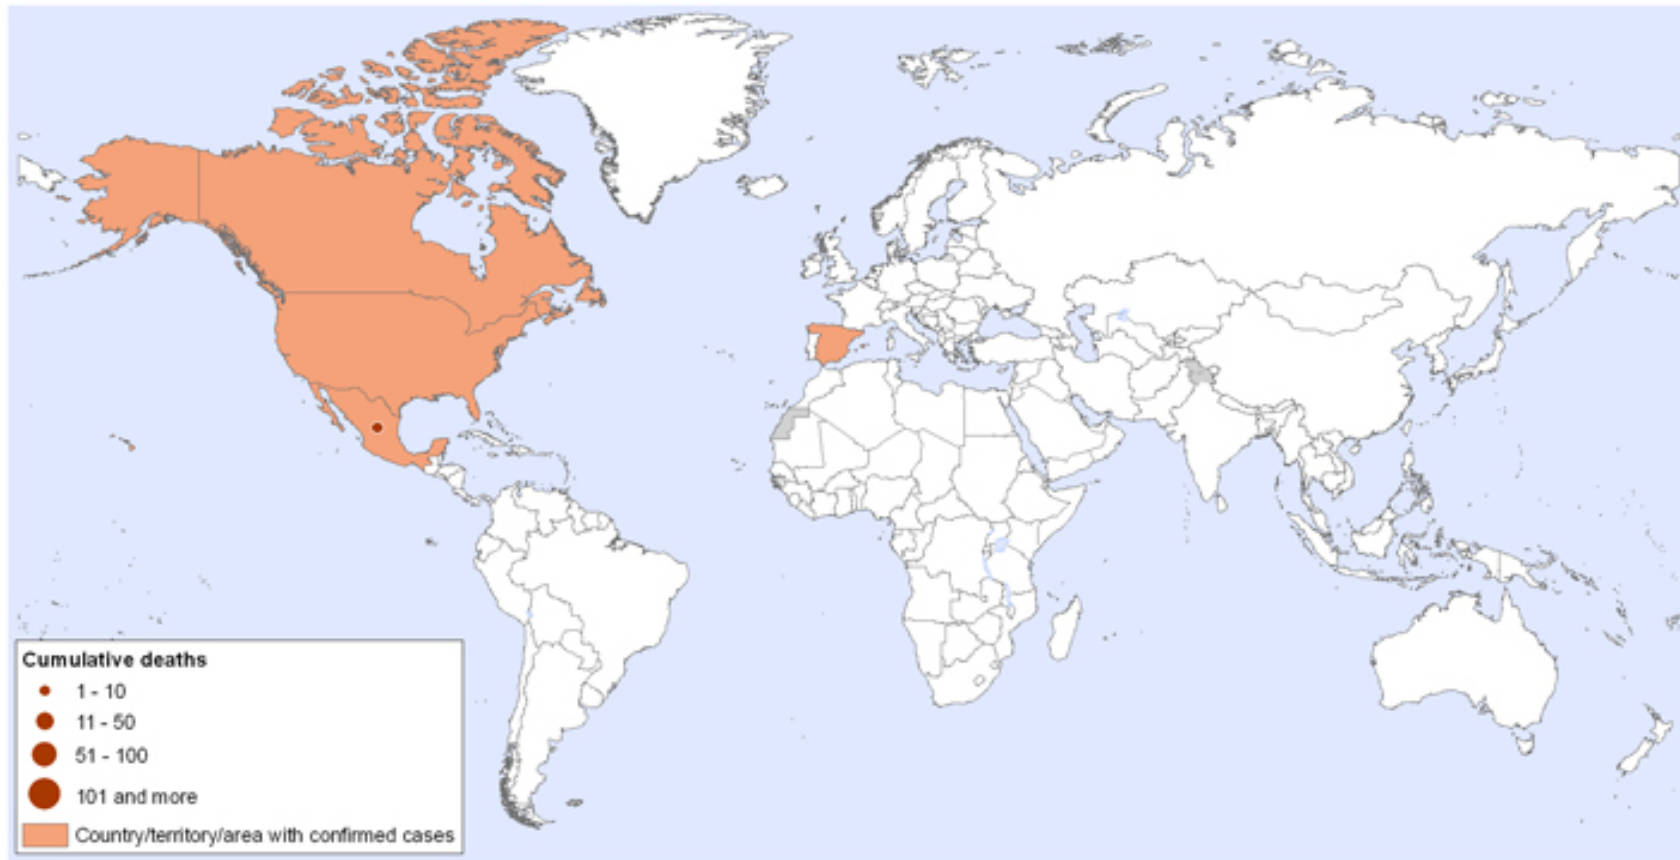 Cumulative deaths
1 - 10
11 - 50
51 - 100
101 and more
Country/territory/area with confirmed cases